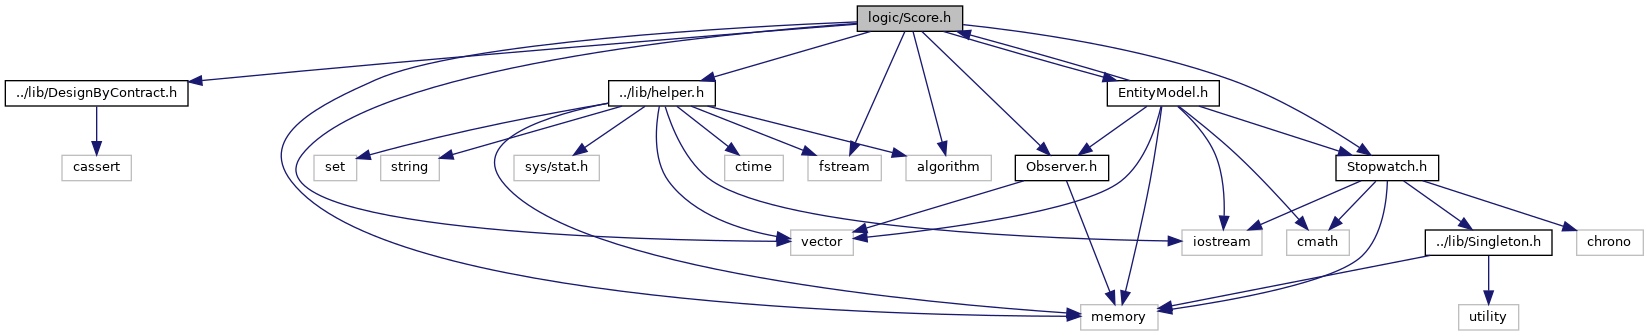 logic/Score.h
../lib/DesignByContract.h
../lib/helper.h
EntityModel.h
cassert
set
string
sys/stat.h
ctime
fstream
algorithm
Observer.h
Stopwatch.h
vector
iostream
cmath
../lib/Singleton.h
chrono
memory
utility